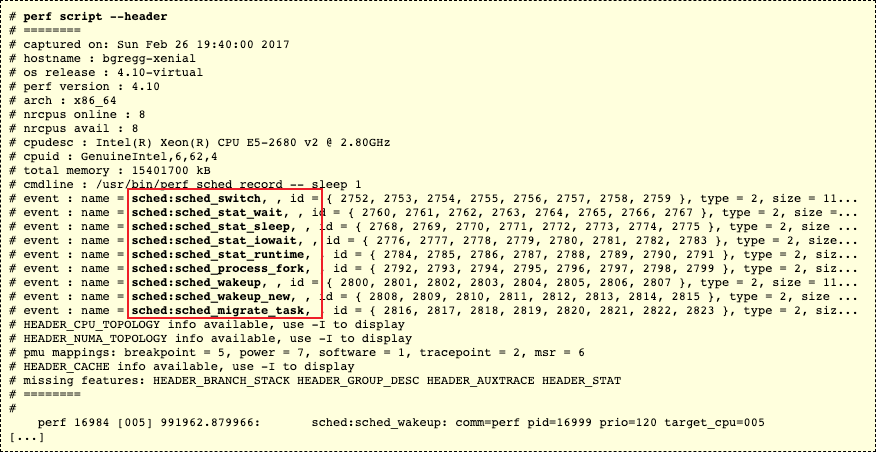 # perf script --header
# ========
# captured on: Sun Feb 26 19:40:00 2017
# hostname : bgregg-xenial
# os release : 4.10-virtual
# perf version : 4.10
# arch : x86_64
# nrcpus online : 8
# nrcpus avail : 8
# cpudesc : Intel(R) Xeon(R) CPU E5-2680 v2 @ 2.80GHz
# cpuid : GenuineIntel,6,62,4
# total memory : 15401700 kB
# cmdline : /usr/bin/perf sched record -- sleep 1
# event : name = sched:sched_switch, , id = { 2752, 2753, 2754, 2755, 2756, 2757, 2758, 2759 }, type = 2, size = 11...
# event : name = sched:sched_stat_wait, , id = { 2760, 2761, 2762, 2763, 2764, 2765, 2766, 2767 }, type = 2, size =...
# event : name = sched:sched_stat_sleep, , id = { 2768, 2769, 2770, 2771, 2772, 2773, 2774, 2775 }, type = 2, size ...
# event : name = sched:sched_stat_iowait, , id = { 2776, 2777, 2778, 2779, 2780, 2781, 2782, 2783 }, type = 2, size...
# event : name = sched:sched_stat_runtime, id = { 2784, 2785, 2786, 2787, 2788, 2789, 2790, 2791 }, type = 2, siz...
# event : name = sched:sched_process_fork, id = { 2792, 2793, 2794, 2795, 2796, 2797, 2798, 2799 }, type = 2, siz...
# event : name = sched:sched_wakeup, , id = { 2800, 2801, 2802, 2803, 2804, 2805, 2806, 2807 }, type = 2, size = 11...
# event : name = sched:sched_wakeup_new, , id = { 2808, 2809, 2810, 2811, 2812, 2813, 2814, 2815 }, type = 2, size ...
# event : name = sched:sched_migrate_task, id = { 2816, 2817, 2818, 2819, 2820, 2821, 2822, 2823 }, type = 2, siz...
# HEADER_CPU_TOPOLOGY info available, use -I to display
# HEADER_NUMA_TOPOLOGY info available, use -I to display
# pmu mappings: breakpoint = 5, power = 7, software = 1, tracepoint = 2, msr = 6
# HEADER_CACHE info available, use -I to display
# missing features: HEADER_BRANCH_STACK HEADER_GROUP_DESC HEADER_AUXTRACE HEADER_STAT
# ========
#
perf 16984 [005] 991962.879966: sched:sched_wakeup: comm=perf pid=16999 prio=120 target_cpu=005
[...]